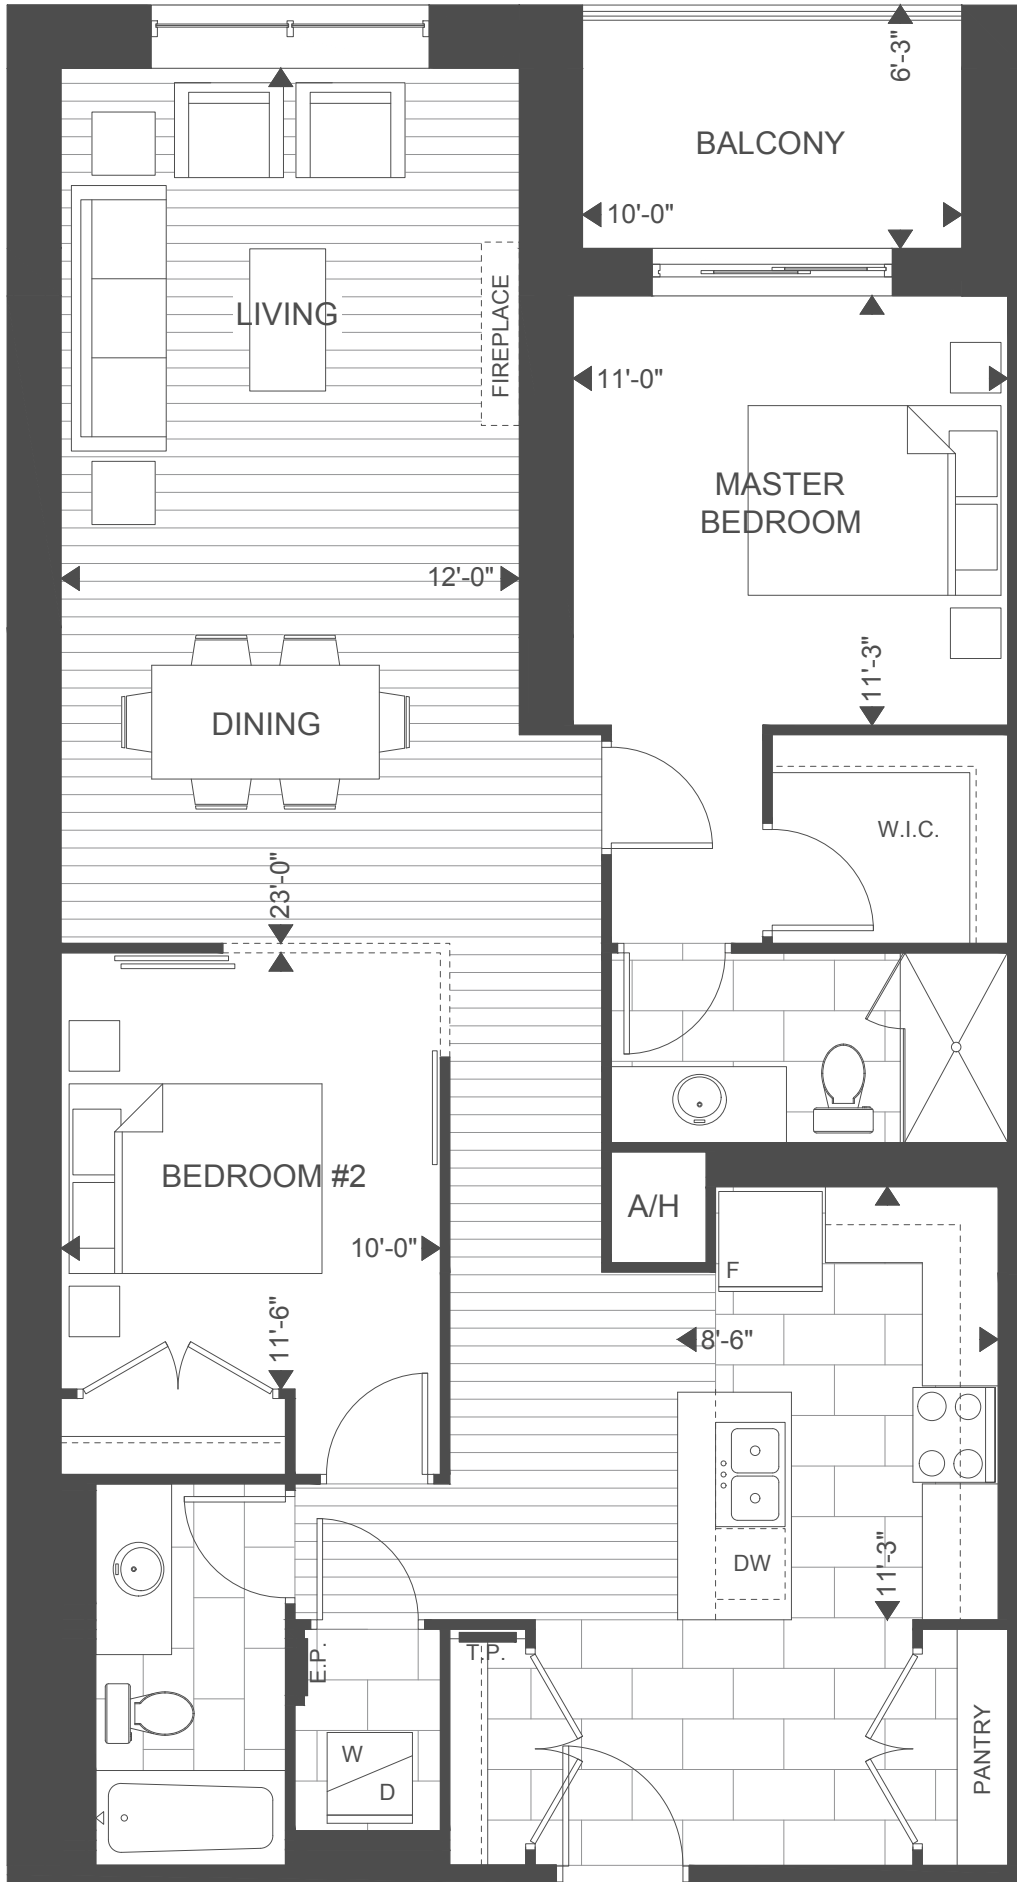 6'-3"
BALCONY
10'-0"
LIVING
FIREPLACE
11'-0"
MASTER
BEDROOM
12'-0"
11'-3"
DINING
W.I.C.
23'-0"
BEDROOM #2
A/H
10'-0"
F
11'-6"
8'-6"
DW
11'-3"
E.P.
T.P.
PANTRY
W
D